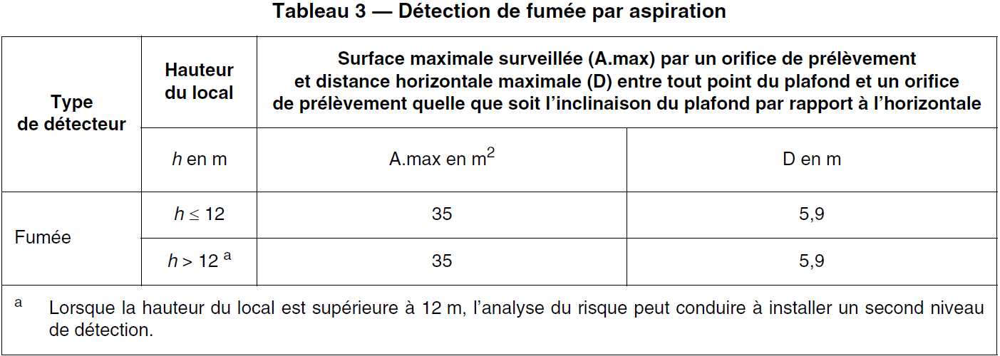 Tableau 3 — Détection de fumée par aspiration
Type
de détecteur
Hauteur
du local
Surface maximale surveillée (A.max) par un orifice de prélèvement
et distance horizontale maximale (D) entre tout point du plafond et un orifice
de prélèvement quelle que soit l’inclinaison du plafond par rapport à l’horizontale
h en m
A.max en m²
D en m
Fumée
h ≤ 12
35
5,9
h > 12 ª
35
5,9
a Lorsque la hauteur du local est supérieure à 12 m, l’analyse du risque peut conduire à installer un second niveau
de détection.